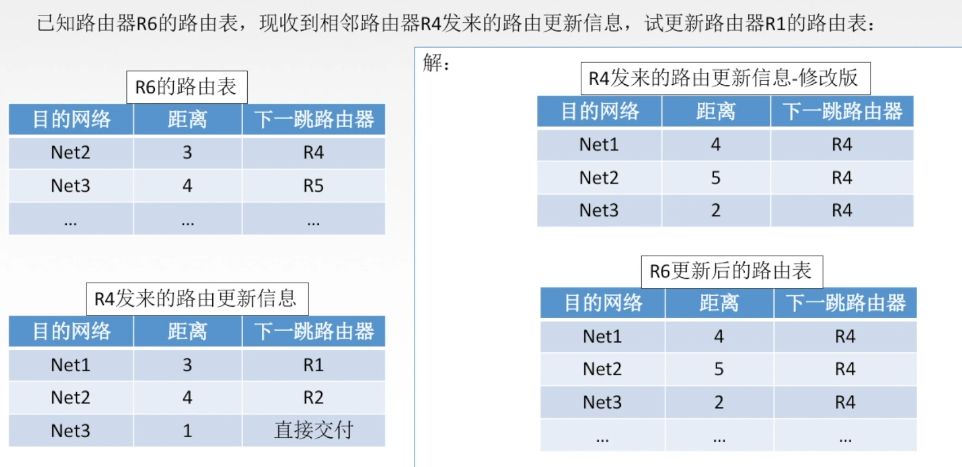 已知路由器R6的路由表，现收到相邻路由器R4发来的路由更新信息，试更新路由器R1的路由表：
R6的路由表
目的网络 距离 下一跳路由器
Net2 3 R4
Net3 4 R5
... ... ...
R4发来的路由更新信息
目的网络 距离 下一跳路由器
Net1 3 R1
Net2 4 R2
Net3 1 直接交付
解：
R4发来的路由更新信息-修改版
目的网络 距离 下一跳路由器
Net1 4 R4
Net2 5 R4
Net3 2 R4
R6更新后的路由表
目的网络 距离 下一跳路由器
Net1 4 R4
Net2 5 R4
Net3 2 R4
... ... ...